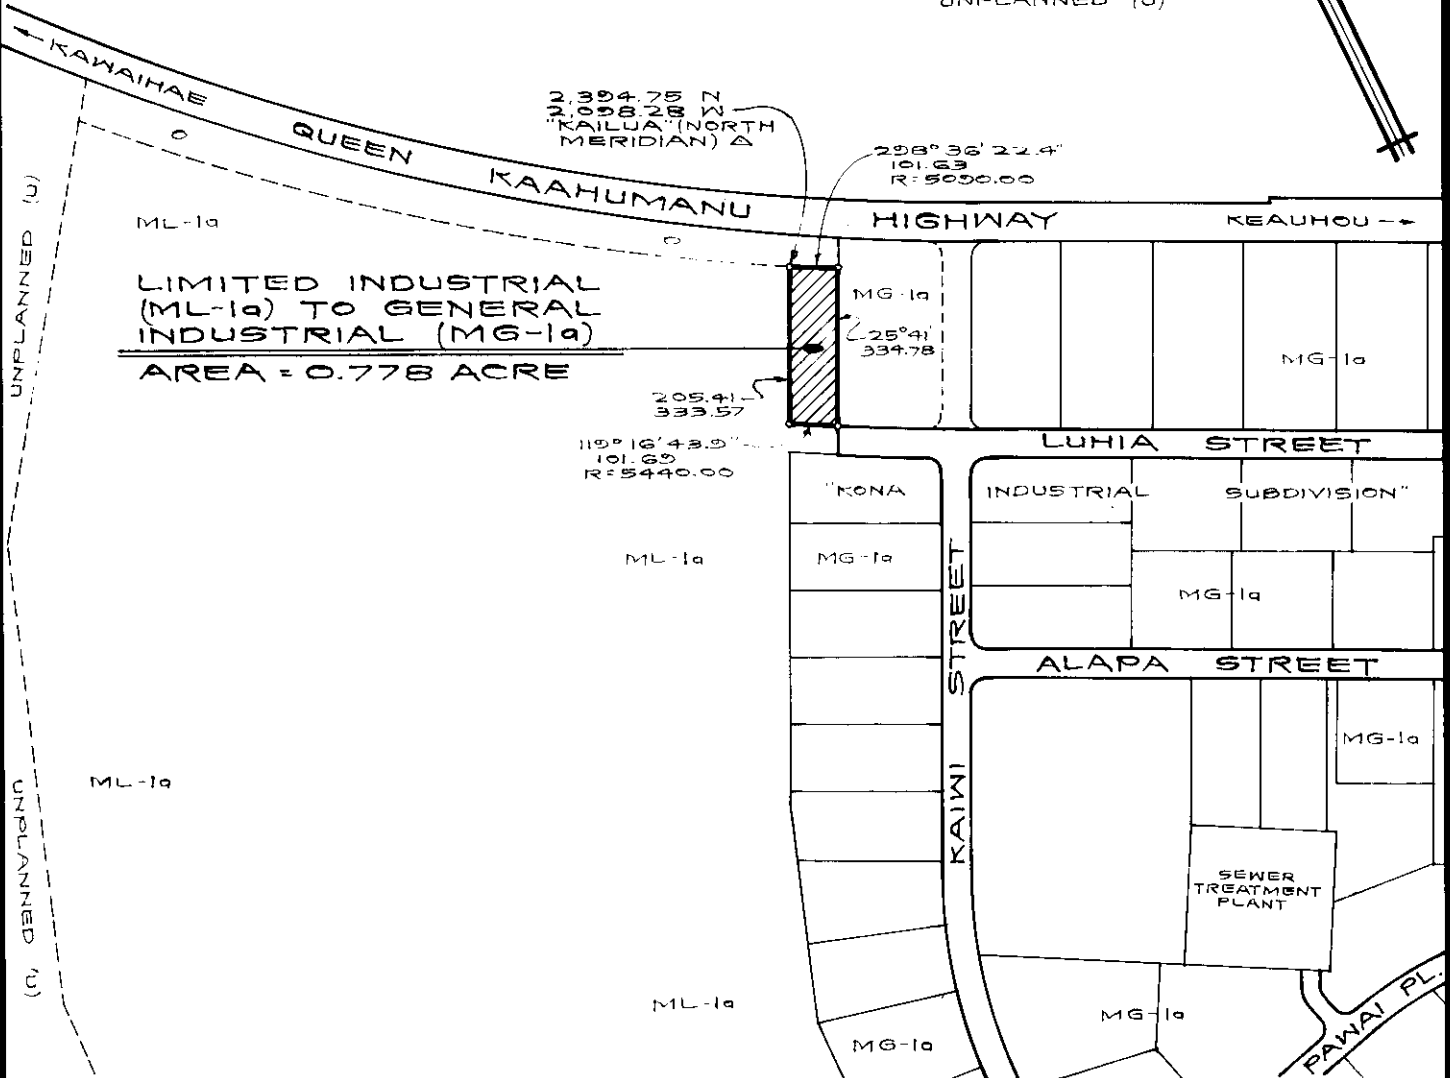 UNPLANNED (U)
← KAWAIHAE
QUEEN KAAHUMANU HIGHWAY
KEAUHOU →
2,394.75 N
2,098.28 W
"KAILUA" (NORTH
MERIDIAN) △
298° 36' 22.4"
101.63
R=5090.00
O
O
ML-1a
UNPLANNED (U)
LIMITED INDUSTRIAL
(ML-1a) TO GENERAL
INDUSTRIAL (MG-1a)
AREA = 0.778 ACRE
MG-1a
25° 41'
334.78
MG-1a
205.41
333.57
119° 16' 43.9"
101.69
R=5440.00
LUHIA STREET
"KONA INDUSTRIAL SUBDIVISION"
ML-1a
MG-1a
MG-1a
KAIWI STREET
ALAPA STREET
MG-1a
ML-1a
UNPLANNED (U)
SEWER
TREATMENT
PLANT
ML-1a
MG-1a
MG-1a
PAWAI PL.